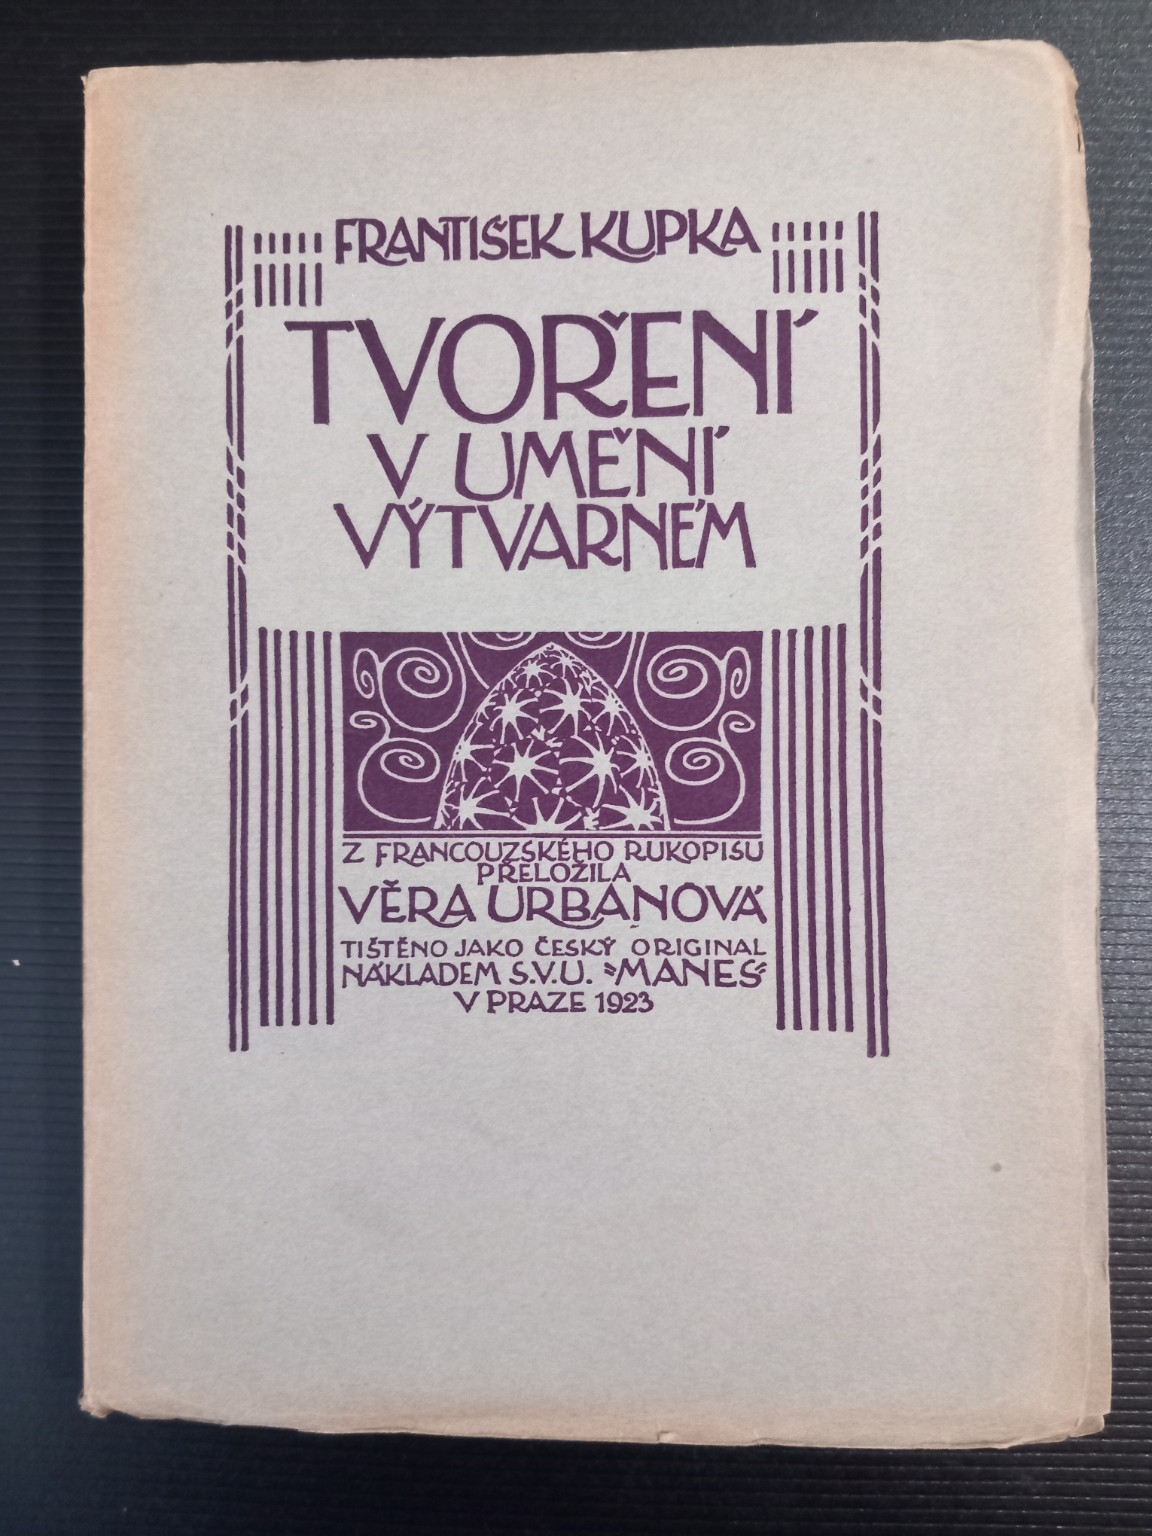 FRANTIŠEK KUPKA
TVOŘENÍ
V UMĚNÍ
VÝTVARNÉM
Z FRANCOUZSKÉHO RUKOPISU
PŘELOŽILA
VĚRA URBANOVÁ
TIŠTĚNO JAKO ČESKÝ ORIGINAL
NÁKLADEM S.V.U. "MANES"
V PRAZE 1923